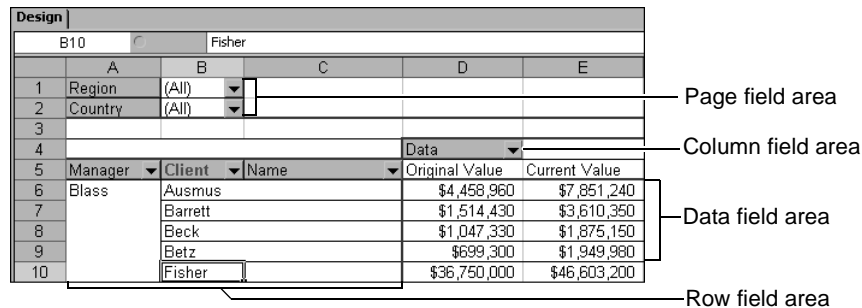 Design
B10 Fisher
A B C D E
1 Region (All)
2 Country (All)
Page field area
3
4 Data
Column field area
5 Manager Client Name Original Value Current Value
6 Blass Ausmus $4,458,960 $7,851,240
7 Barrett $1,514,430 $3,610,350
Data field area
8 Beck $1,047,330 $1,875,150
9 Betz $699,300 $1,949,980
10 Fisher $36,750,000 $46,603,200
Row field area